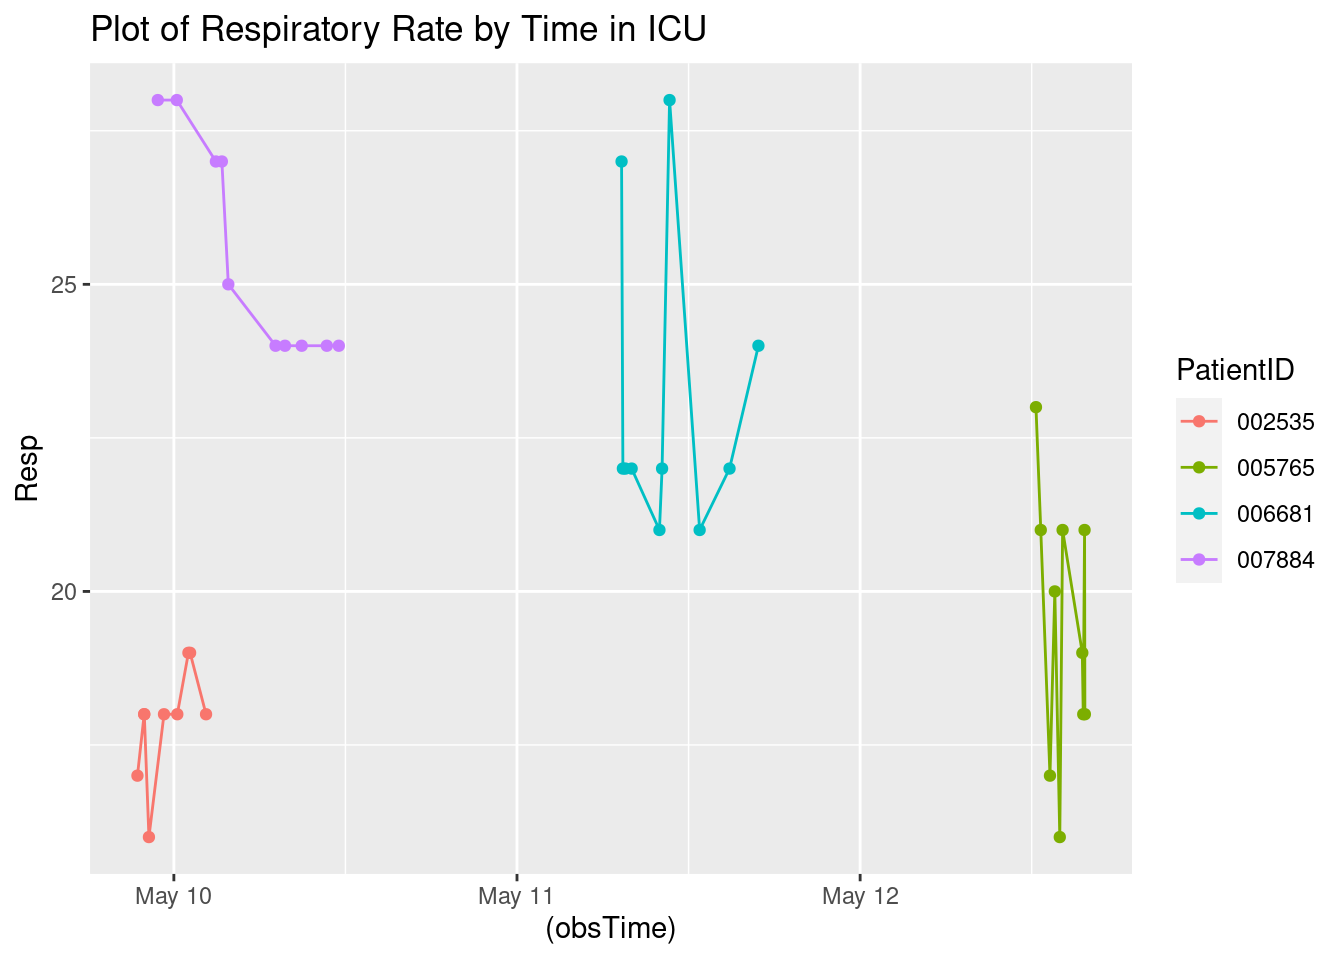 Plot of Respiratory Rate by Time in ICU
Resp
25
20
May 10
May 11
May 12
(obsTime)
PatientID
002535
005765
006681
007884